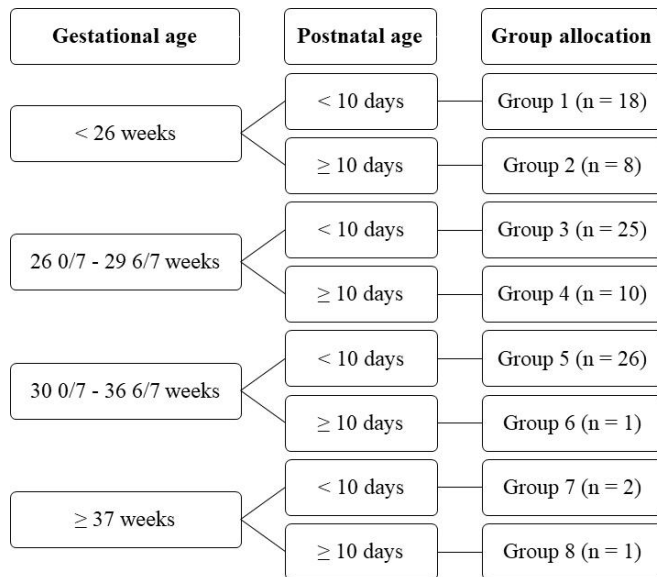 Gestational age
Postnatal age
Group allocation
< 26 weeks
< 10 days
Group 1 (n = 18)
≥ 10 days
Group 2 (n = 8)
26 0/7 - 29 6/7 weeks
< 10 days
Group 3 (n = 25)
≥ 10 days
Group 4 (n = 10)
30 0/7 - 36 6/7 weeks
< 10 days
Group 5 (n = 26)
≥ 10 days
Group 6 (n = 1)
≥ 37 weeks
< 10 days
Group 7 (n = 2)
≥ 10 days
Group 8 (n = 1)